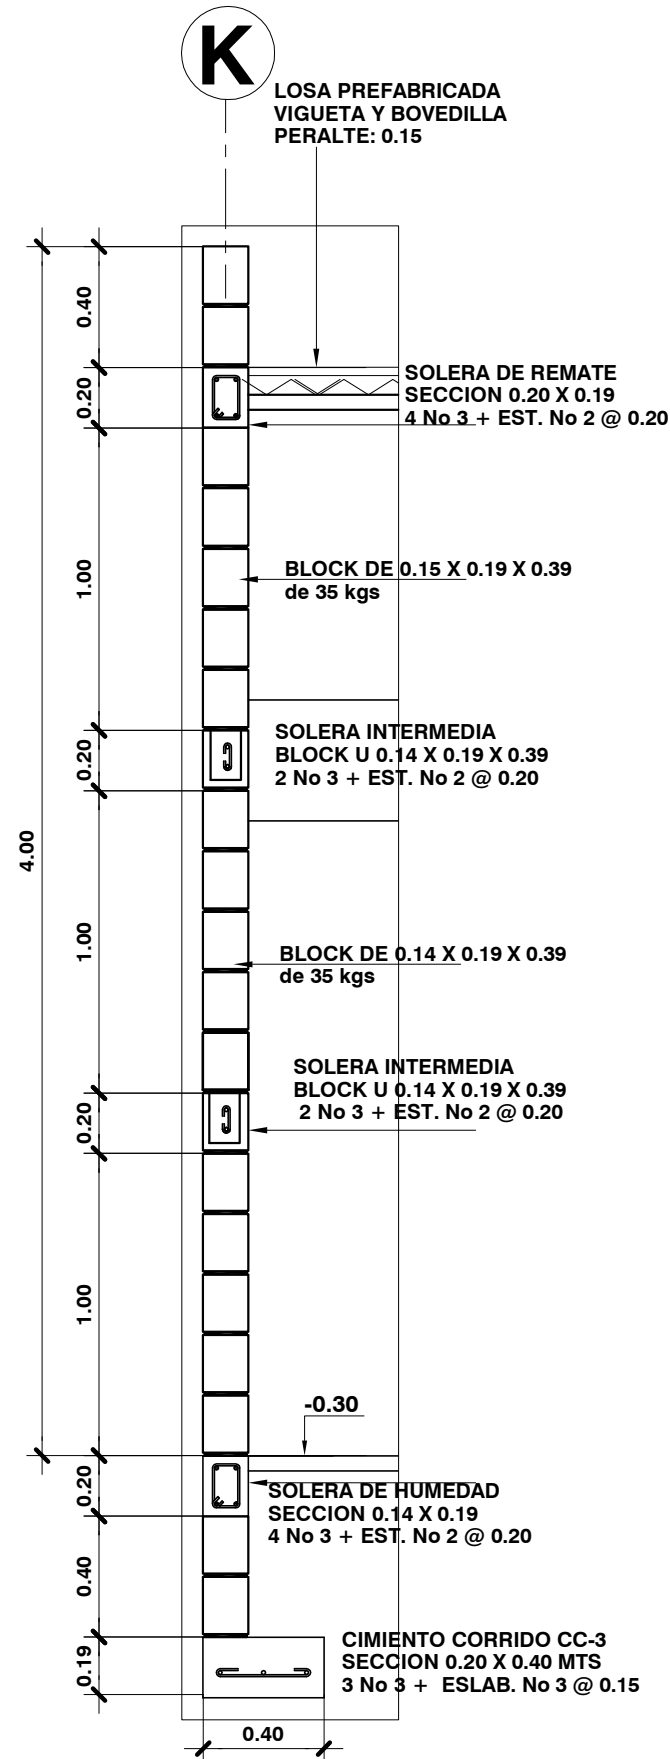 K
LOSA PREFABRICADA
VIGUETA Y BOVEDILLA
PERALTE: 0.15
0.40
0.20
SOLERA DE REMATE
SECCION 0.20 X 0.19
4 No 3 + EST. No 2 @ 0.20
1.00
BLOCK DE 0.15 X 0.19 X 0.39
de 35 kgs
0.20
SOLERA INTERMEDIA
BLOCK U 0.14 X 0.19 X 0.39
2 No 3 + EST. No 2 @ 0.20
4.00
1.00
BLOCK DE 0.14 X 0.19 X 0.39
de 35 kgs
0.20
SOLERA INTERMEDIA
BLOCK U 0.14 X 0.19 X 0.39
2 No 3 + EST. No 2 @ 0.20
1.00
-0.30
0.20
SOLERA DE HUMEDAD
SECCION 0.14 X 0.19
4 No 3 + EST. No 2 @ 0.20
0.40
0.19
CIMIENTO CORRIDO CC-3
SECCION 0.20 X 0.40 MTS
3 No 3 + ESLAB. No 3 @ 0.15
0.40